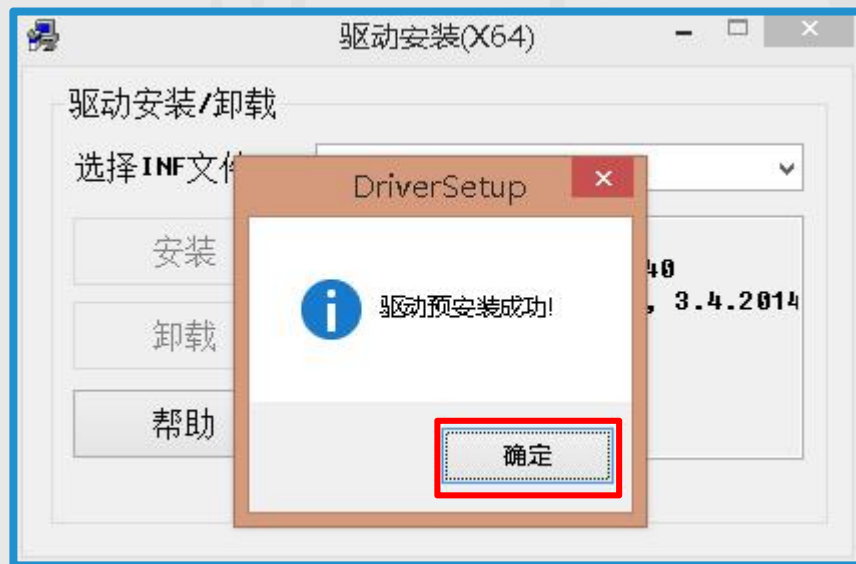 驱动安装(X64)
驱动安装/卸载
选择INF文件
DriverSetup
安装
40
驱动预安装成功!
, 3.4.2014
卸载
帮助
确定